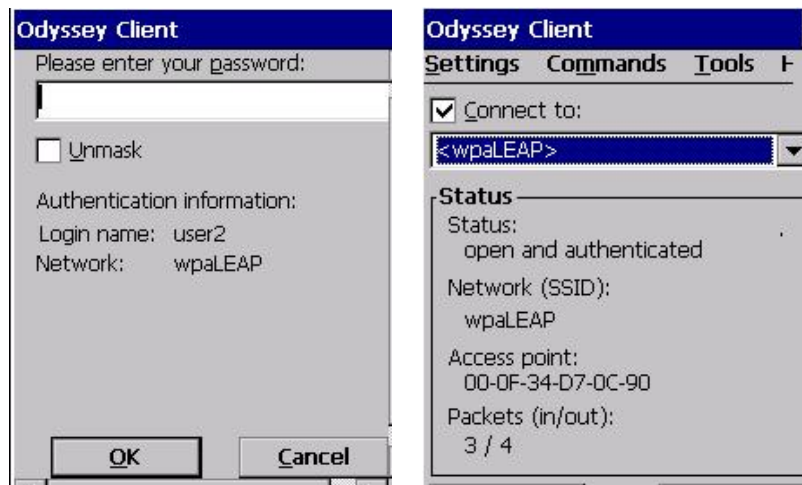 Odyssey Client
Please enter your password:
Unmask
Authentication information:
Login name: user2
Network: wpaLEAP
OK Cancel
Odyssey Client
Settings Commands Tools
Connect to:
<wpaLEAP>
Status
Status:
open and authenticated
Network (SSID):
wpaLEAP
Access point:
00-0F-34-D7-0C-90
Packets (in/out):
3 / 4